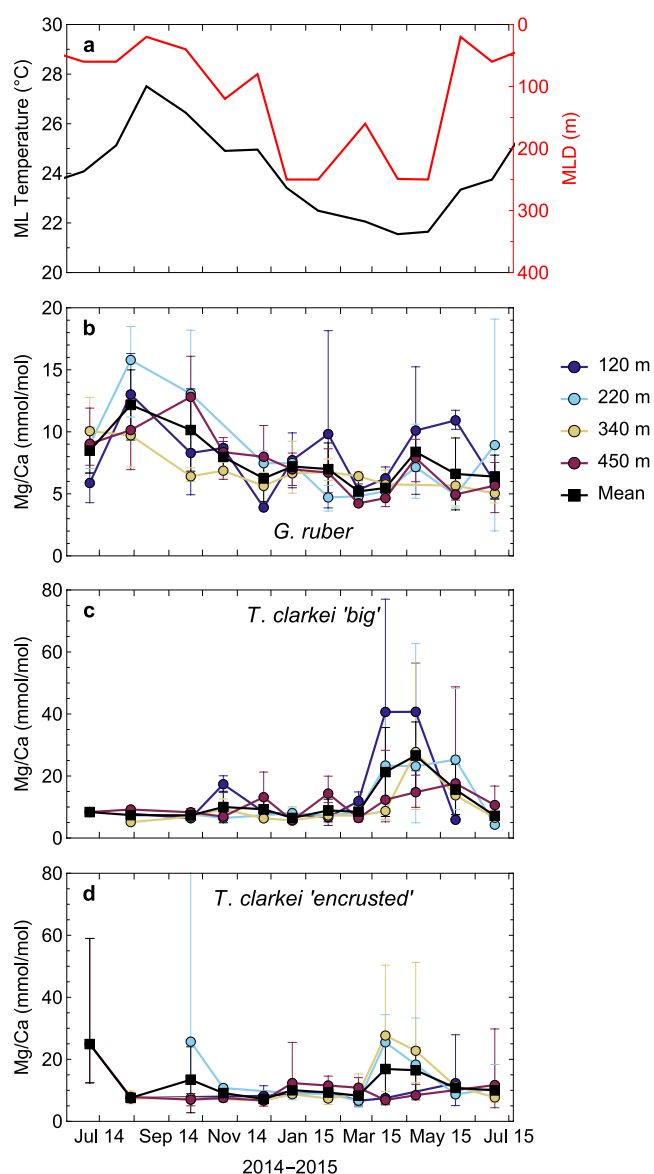 a
30
28
26
24
22
20
ML Temperature (°C)
0
100
200
300
400
MLD (m)
b
20
15
10
5
0
Mg/Ca (mmol/mol)
G. ruber
120 m
220 m
340 m
450 m
Mean
c
T. clarkei 'big'
80
60
40
20
0
Mg/Ca (mmol/mol)
d
T. clarkei 'encrusted'
80
60
40
20
0
Mg/Ca (mmol/mol)
Jul 14 Sep 14 Nov 14 Jan 15 Mar 15 May 15 Jul 15
2014–2015